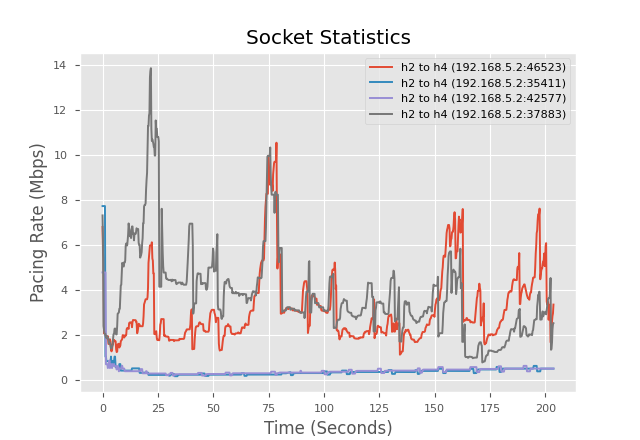 Socket Statistics
h2 to h4 (192.168.5.2:46523)
h2 to h4 (192.168.5.2:35411)
h2 to h4 (192.168.5.2:42577)
h2 to h4 (192.168.5.2:37883)
Pacing Rate (Mbps)
14
12
10
8
6
4
2
0
0 25 50 75 100 125 150 175 200
Time (Seconds)